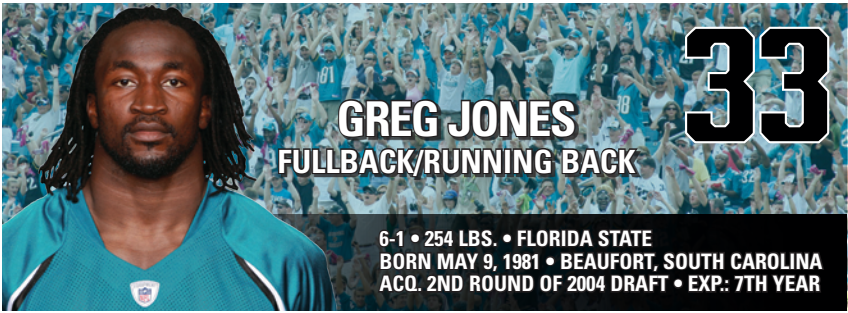 33
GREG JONES
FULLBACK/RUNNING BACK
6-1 • 254 LBS. • FLORIDA STATE
BORN MAY 9, 1981 • BEAUFORT, SOUTH CAROLINA
ACQ. 2ND ROUND OF 2004 DRAFT • EXP.: 7TH YEAR